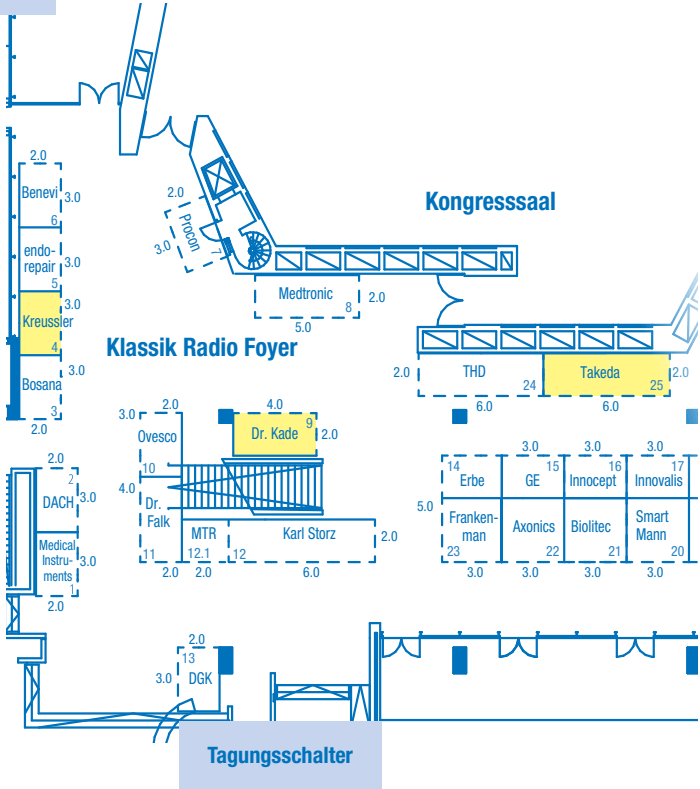 2.0
Benevi
3.0
6
endo-
repair
3.0
5
3.0
Kreussler
4
3.0
Bosana
3
2.0
2.0
Procon
7
3.0
Kongresssaal
Medtronic
8
2.0
5.0
Klassik Radio Foyer
2.0
THD
24
6.0
Takeda
25
2.0
6.0
2.0
3.0
Ovesco
10
4.0
9
Dr. Kade
2.0
4.0
Dr.
Falk
11
2.0
MTR
12.1
2.0
Karl Storz
12
2.0
6.0
2.0
2
DACH
3.0
Medical
Instru-
ments
3.0
1
2.0
3.0
3.0
3.0
14
Erbe
15
GE
16
Innocept
17
Innovalis
5.0
Franken-
man
23
Axonics
22
Biolitec
21
Smart
Mann
20
3.0
3.0
3.0
3.0
2.0
13
3.0
DGK
Tagungsschalter